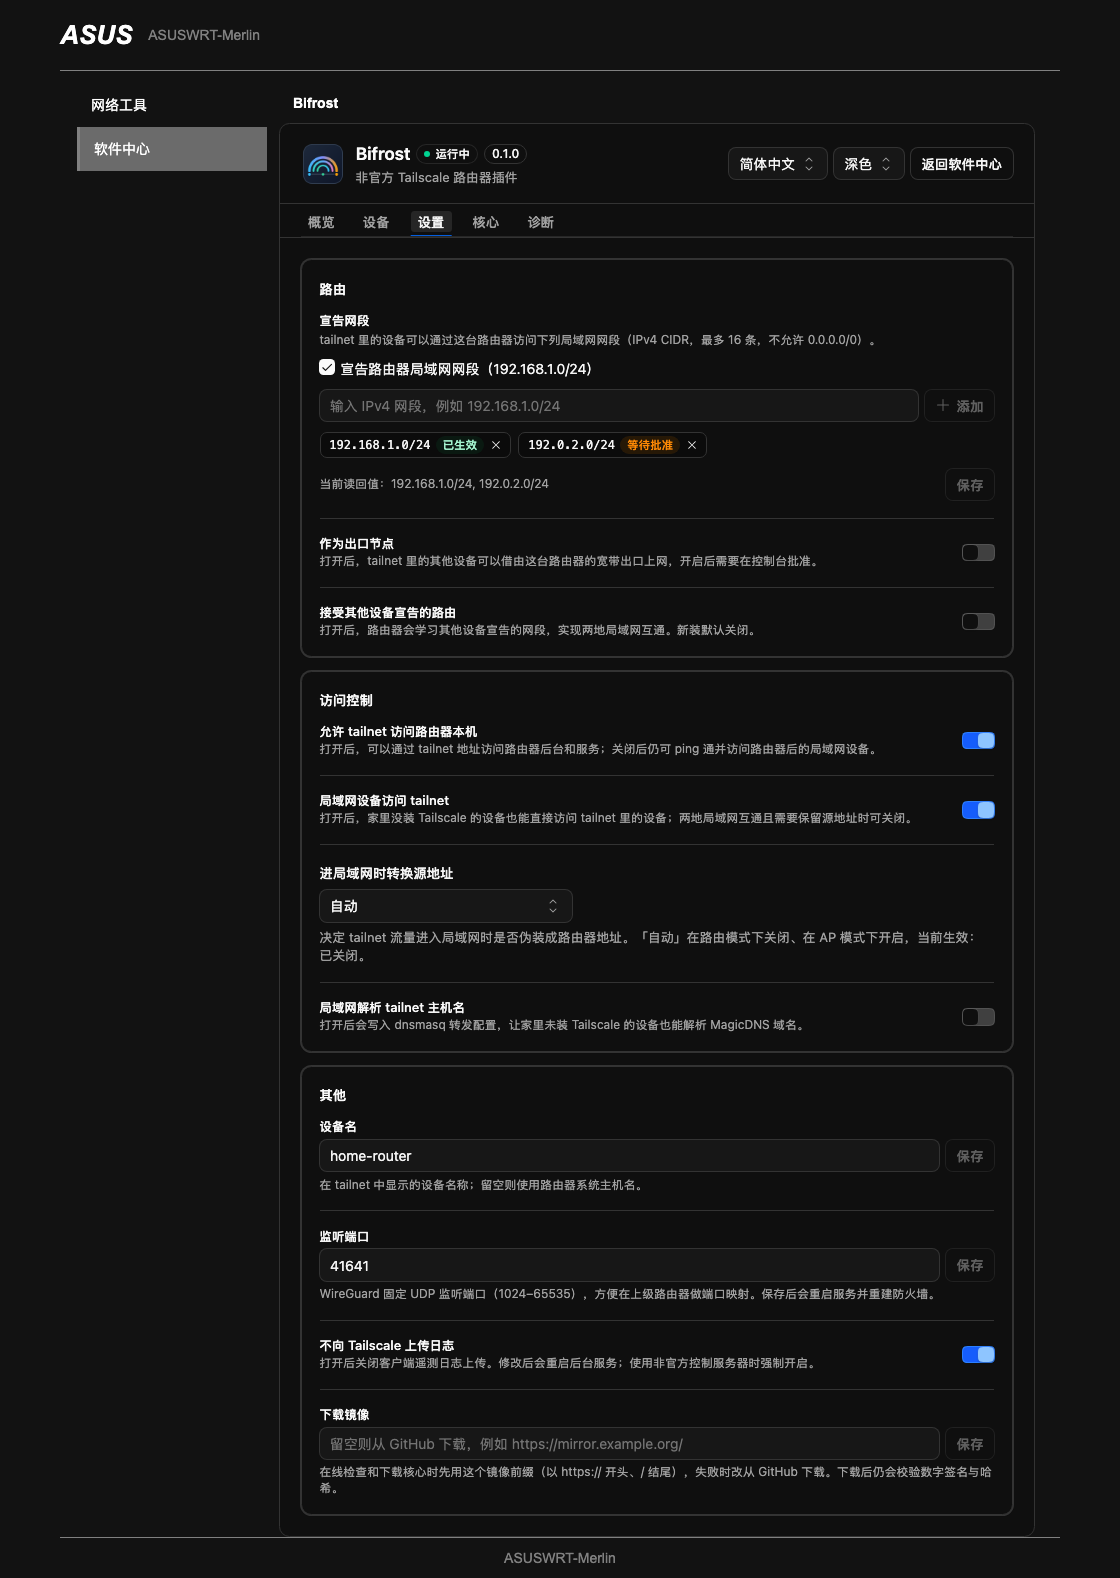 ASUS ASUSWRT-Merlin
网络工具
软件中心
Bifrost
Bifrost 运行中 0.1.0
非官方 Tailscale 路由器插件
简体中文 深色 返回软件中心
概览 设备 设置 核心 诊断
路由
宣告网段
tailnet 里的设备可以通过这台路由器访问下列局域网网段（IPv4 CIDR，最多 16 条，不允许 0.0.0.0/0）。
宣告路由器局域网网段（192.168.1.0/24）
输入 IPv4 网段，例如 192.168.1.0/24 添加
192.168.1.0/24 已生效 192.0.2.0/24 等待批准
当前读回值：192.168.1.0/24, 192.0.2.0/24 保存
作为出口节点
打开后，tailnet 里的其他设备可以借由这台路由器的宽带出口上网，开启后需要在控制台批准。
接受其他设备宣告的路由
打开后，路由器会学习其他设备宣告的网段，实现两地局域网互通。新装默认关闭。
访问控制
允许 tailnet 访问路由器本机
打开后，可以通过 tailnet 地址访问路由器后台和服务；关闭后仍可 ping 通并访问路由器后的局域网设备。
局域网设备访问 tailnet
打开后，家里没装 Tailscale 的设备也能直接访问 tailnet 里的设备；两地局域网互通且需要保留源地址时可关闭。
进局域网时转换源地址
自动
决定 tailnet 流量进入局域网时是否伪装成路由器地址。「自动」在路由模式下关闭、在 AP 模式下开启，当前生效：
已关闭。
局域网解析 tailnet 主机名
打开后会写入 dnsmasq 转发配置，让家里未装 Tailscale 的设备也能解析 MagicDNS 域名。
其他
设备名
home-router 保存
在 tailnet 中显示的设备名称；留空则使用路由器系统主机名。
监听端口
41641 保存
WireGuard 固定 UDP 监听端口（1024–65535），方便在上级路由器做端口映射。保存后会重启服务并重建防火墙。
不向 Tailscale 上传日志
打开后关闭客户端遥测日志上传。修改后会重启后台服务；使用非官方控制服务器时强制开启。
下载镜像
留空则从 GitHub 下载，例如 https://mirror.example.org/ 保存
在线检查和下载核心时先用这个镜像前缀（以 https:// 开头、/ 结尾），失败时改从 GitHub 下载。下载后仍会校验数字签名与哈
希。
ASUSWRT-Merlin